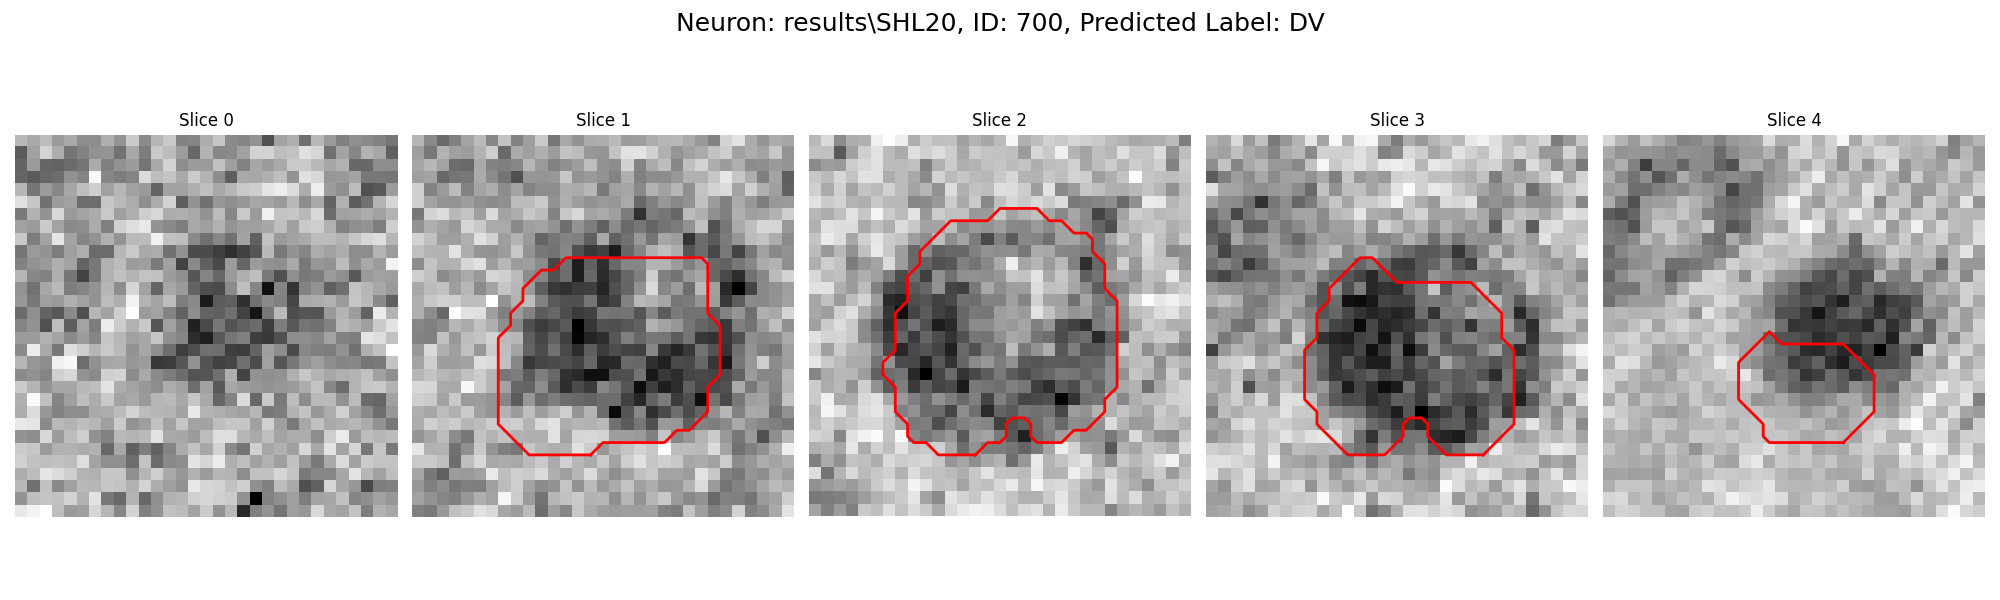 Neuron: results\SHL20, ID: 700, Predicted Label: DV
Slice 0
Slice 1
Slice 2
Slice 3
Slice 4